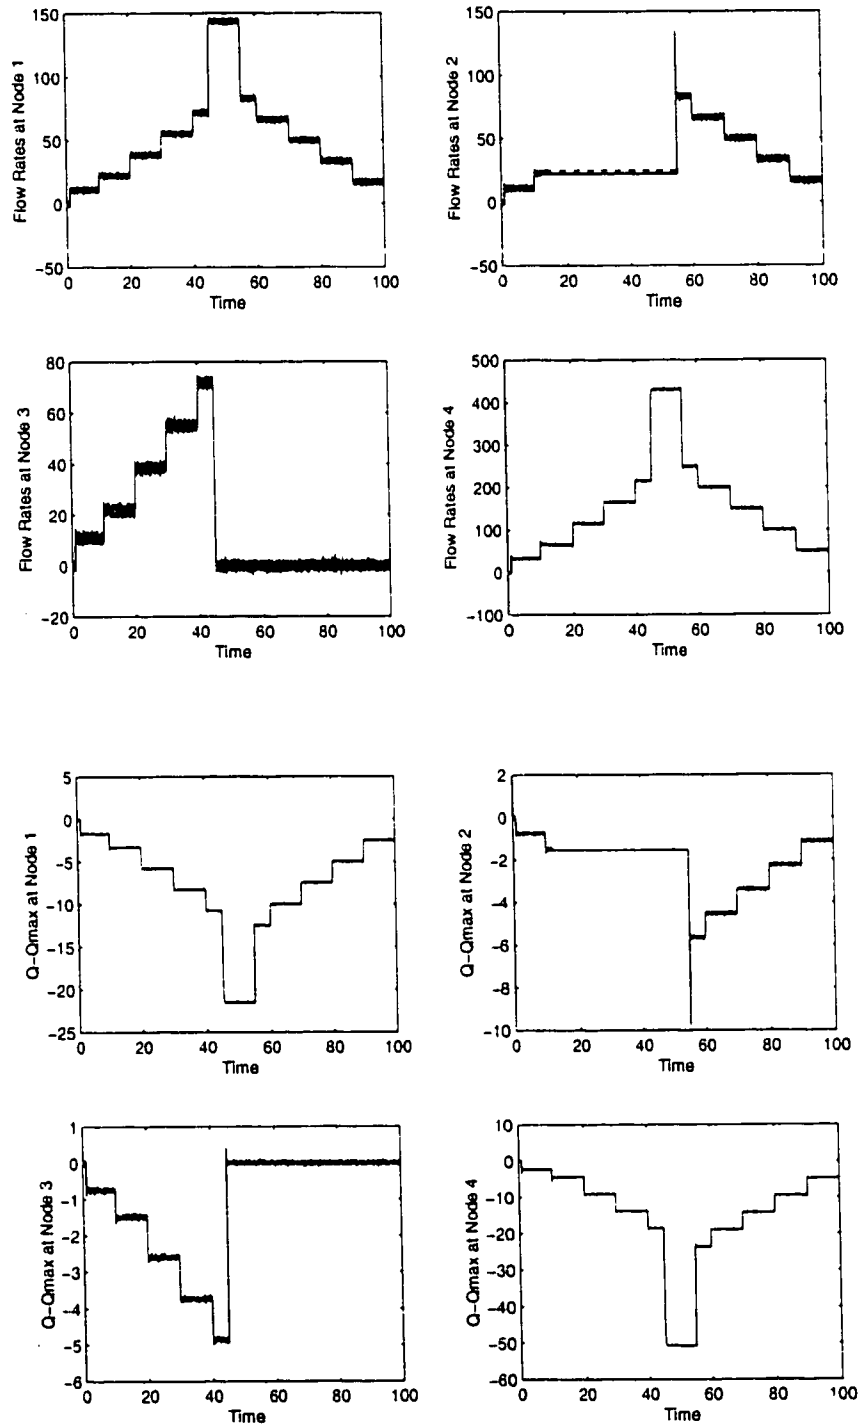 Flow Rates at Node 1
150
100
50
0
−50
0 20 40 60 80 100
Time
Flow Rates at Node 2
150
100
50
0
−50
0 20 40 60 80 100
Time
Flow Rates at Node 3
80
60
40
20
0
−20
0 20 40 60 80 100
Time
Flow Rates at Node 4
500
400
300
200
100
0
−100
0 20 40 60 80 100
Time
Q−Qmax at Node 1
5
0
−5
−10
−15
−20
−25
0 20 40 60 80 100
Time
Q−Qmax at Node 2
2
0
−2
−4
−6
−8
−10
0 20 40 60 80 100
Time
Q−Qmax at Node 3
1
0
−1
−2
−3
−4
−5
−6
0 20 40 60 80 100
Time
Q−Qmax at Node 4
10
0
−10
−20
−30
−40
−50
−60
0 20 40 60 80 100
Time